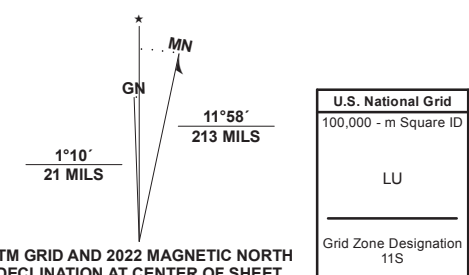 ★
MN
GN
11°58´
213 MILS
1°10´
21 MILS
TM GRID AND 2022 MAGNETIC NORTH
DECLINATION AT CENTER OF SHEET
U.S. National Grid
100,000 - m Square ID
LU
Grid Zone Designation
11S